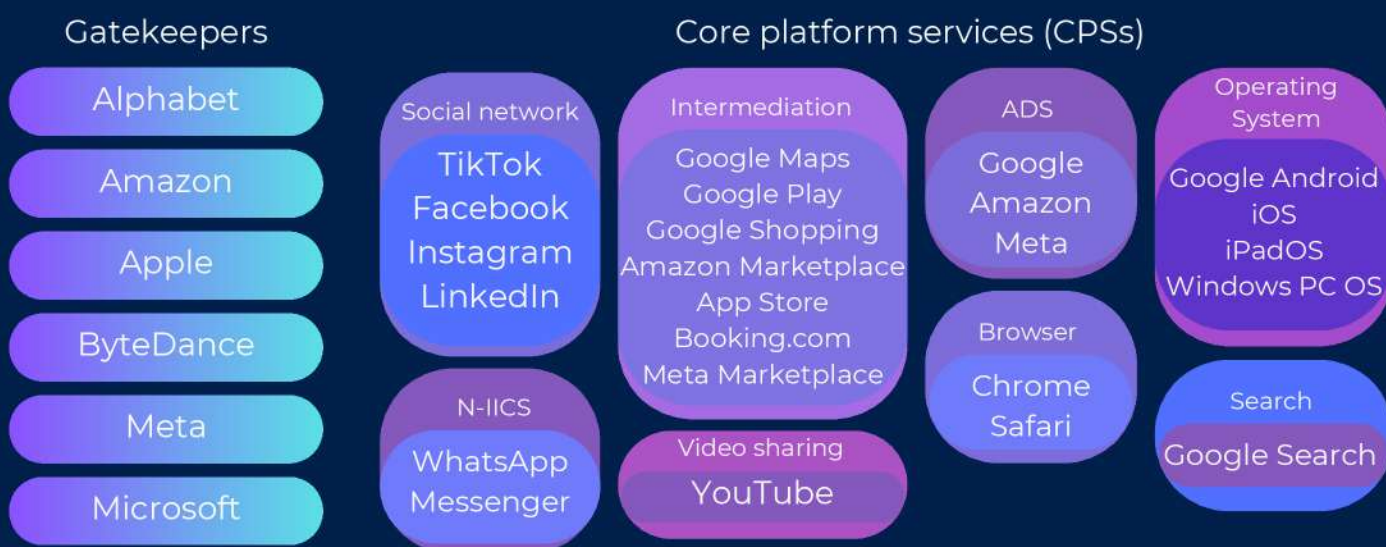 Gatekeepers
Alphabet
Amazon
Apple
ByteDance
Meta
Microsoft
Core platform services (CPSs)
Social network
TikTok
Facebook
Instagram
LinkedIn
N-IICS
WhatsApp
Messenger
Intermediation
Google Maps
Google Play
Google Shopping
Amazon Marketplace
App Store
Booking.com
Meta Marketplace
Video sharing
YouTube
ADS
Google
Amazon
Meta
Browser
Chrome
Safari
Operating
System
Google Android
iOS
iPadOS
Windows PC OS
Search
Google Search